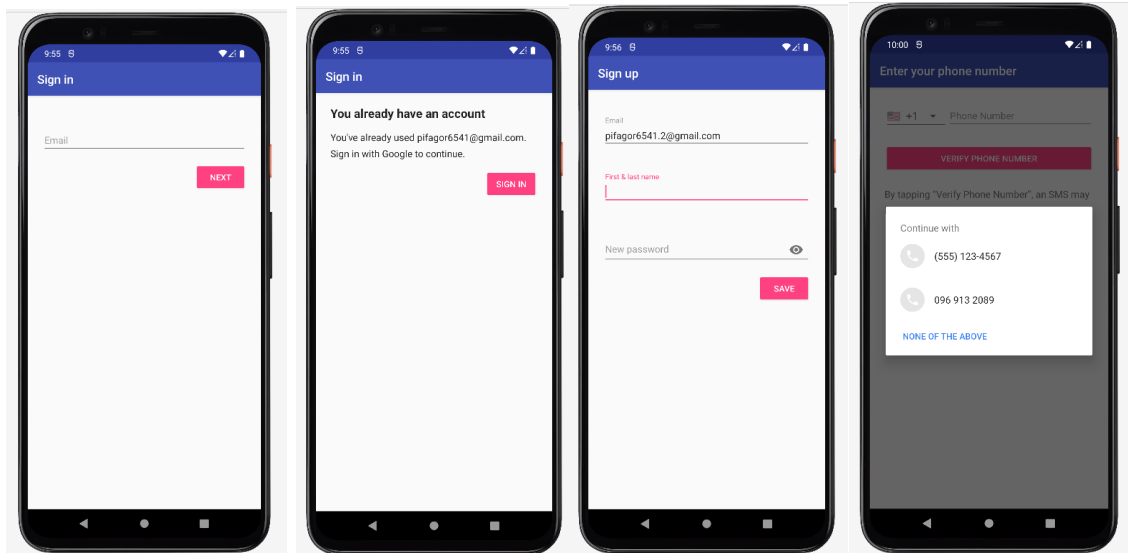 9:55
Sign in
Email
NEXT
9:55
Sign in
You already have an account
You've already used pifagor6541@gmail.com.
Sign in with Google to continue.
SIGN IN
9:56
Sign up
Email
pifagor6541.2@gmail.com
First & last name
New password
SAVE
10:00
Enter your phone number
+1
Phone Number
VERIFY PHONE NUMBER
By tapping "Verify Phone Number", an SMS may
Continue with
(555) 123-4567
096 913 2089
NONE OF THE ABOVE